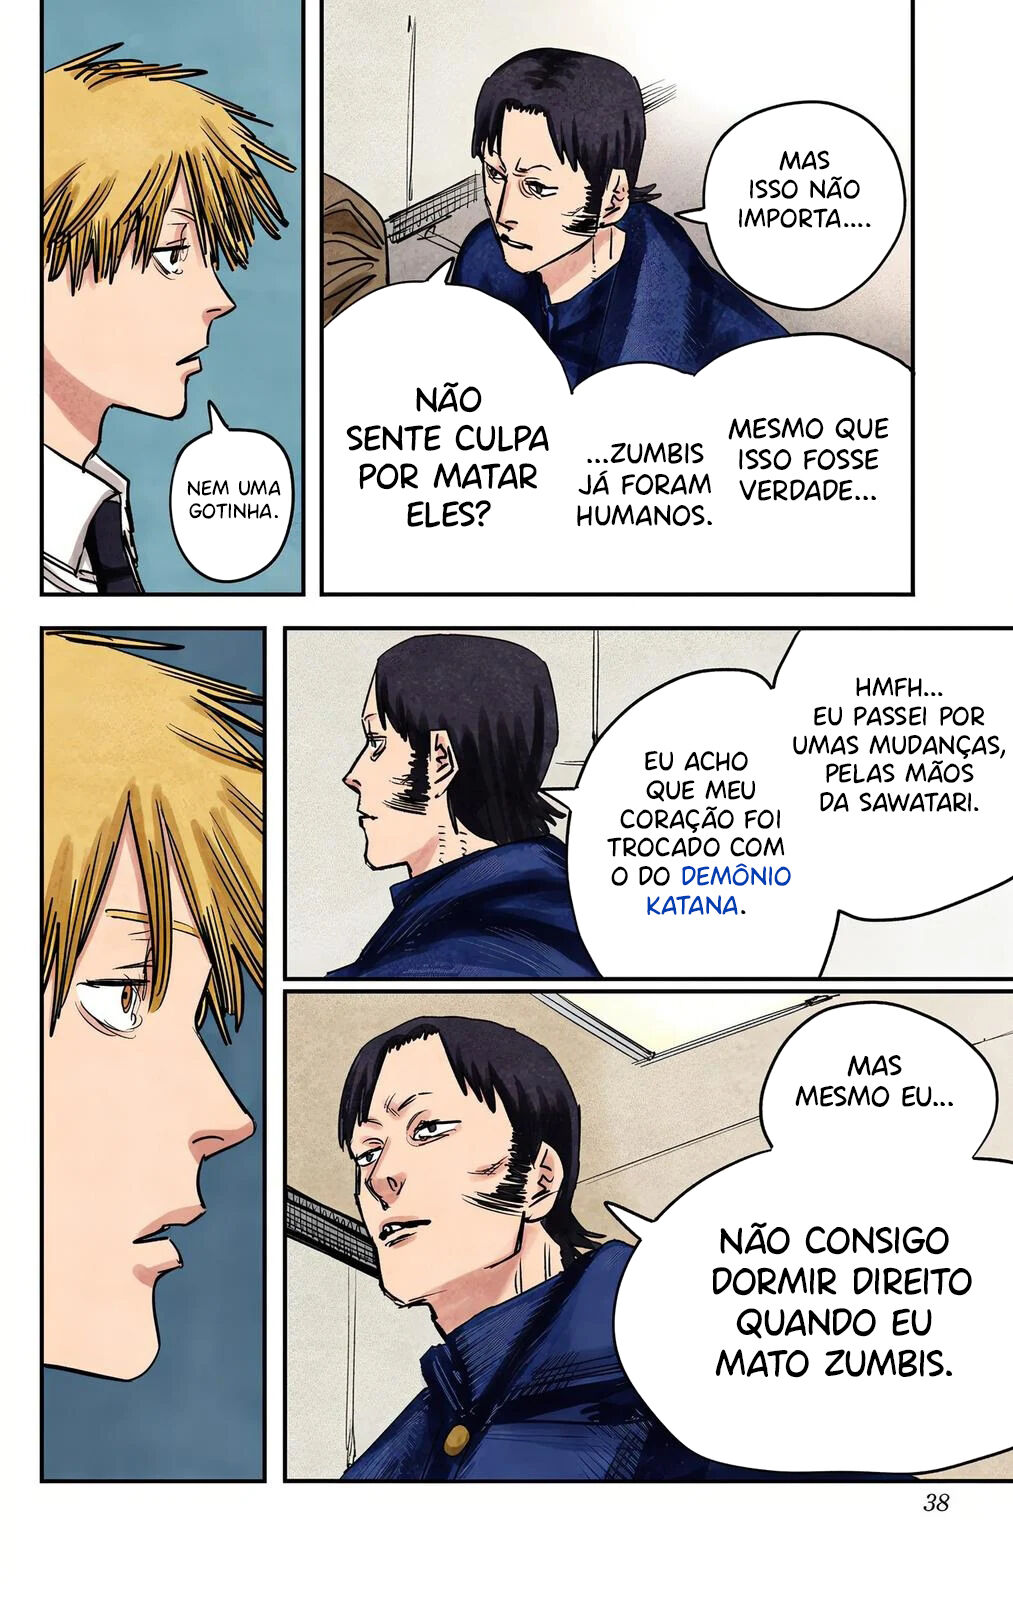 MAS
ISSO NÃO
IMPORTA....
MESMO QUE
ISSO FOSSE
VERDADE...
...ZUMBIS
JÁ FORAM
HUMANOS.
NÃO
SENTE CULPA
POR MATAR
ELES?
NEM UMA
GOTINHA.
HMFH...
EU PASSEI POR
UMAS MUDANÇAS,
PELAS MÃOS
DA SAWATARI.
EU ACHO
QUE MEU
CORAÇÃO FOI
TROCADO COM
O DO DEMÔNIO
KATANA.
MAS
MESMO EU...
NÃO CONSIGO
DORMIR DIREITO
QUANDO EU
MATO ZUMBIS.
38